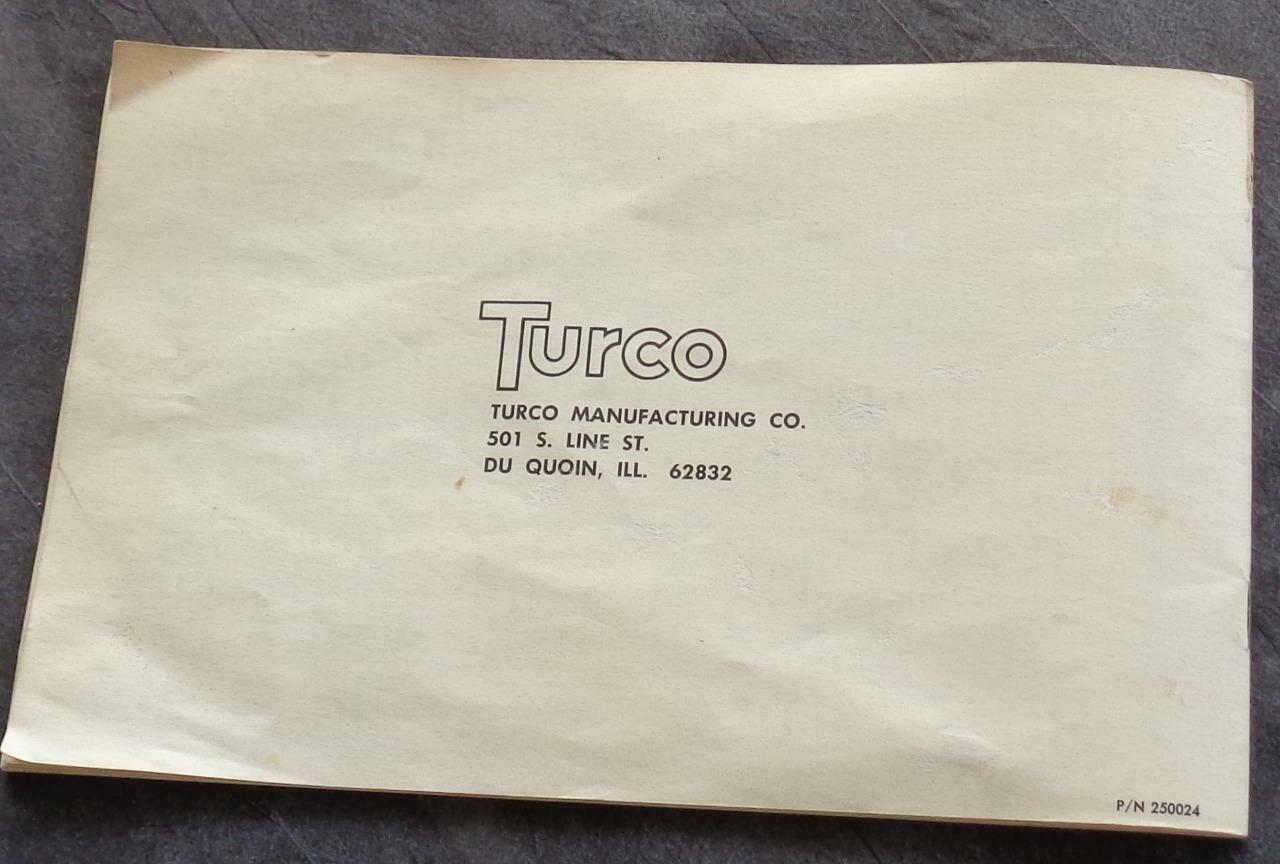 Turco
TURCO MANUFACTURING CO.
501 S. LINE ST.
DU QUOIN, ILL. 62832
P/N 250024